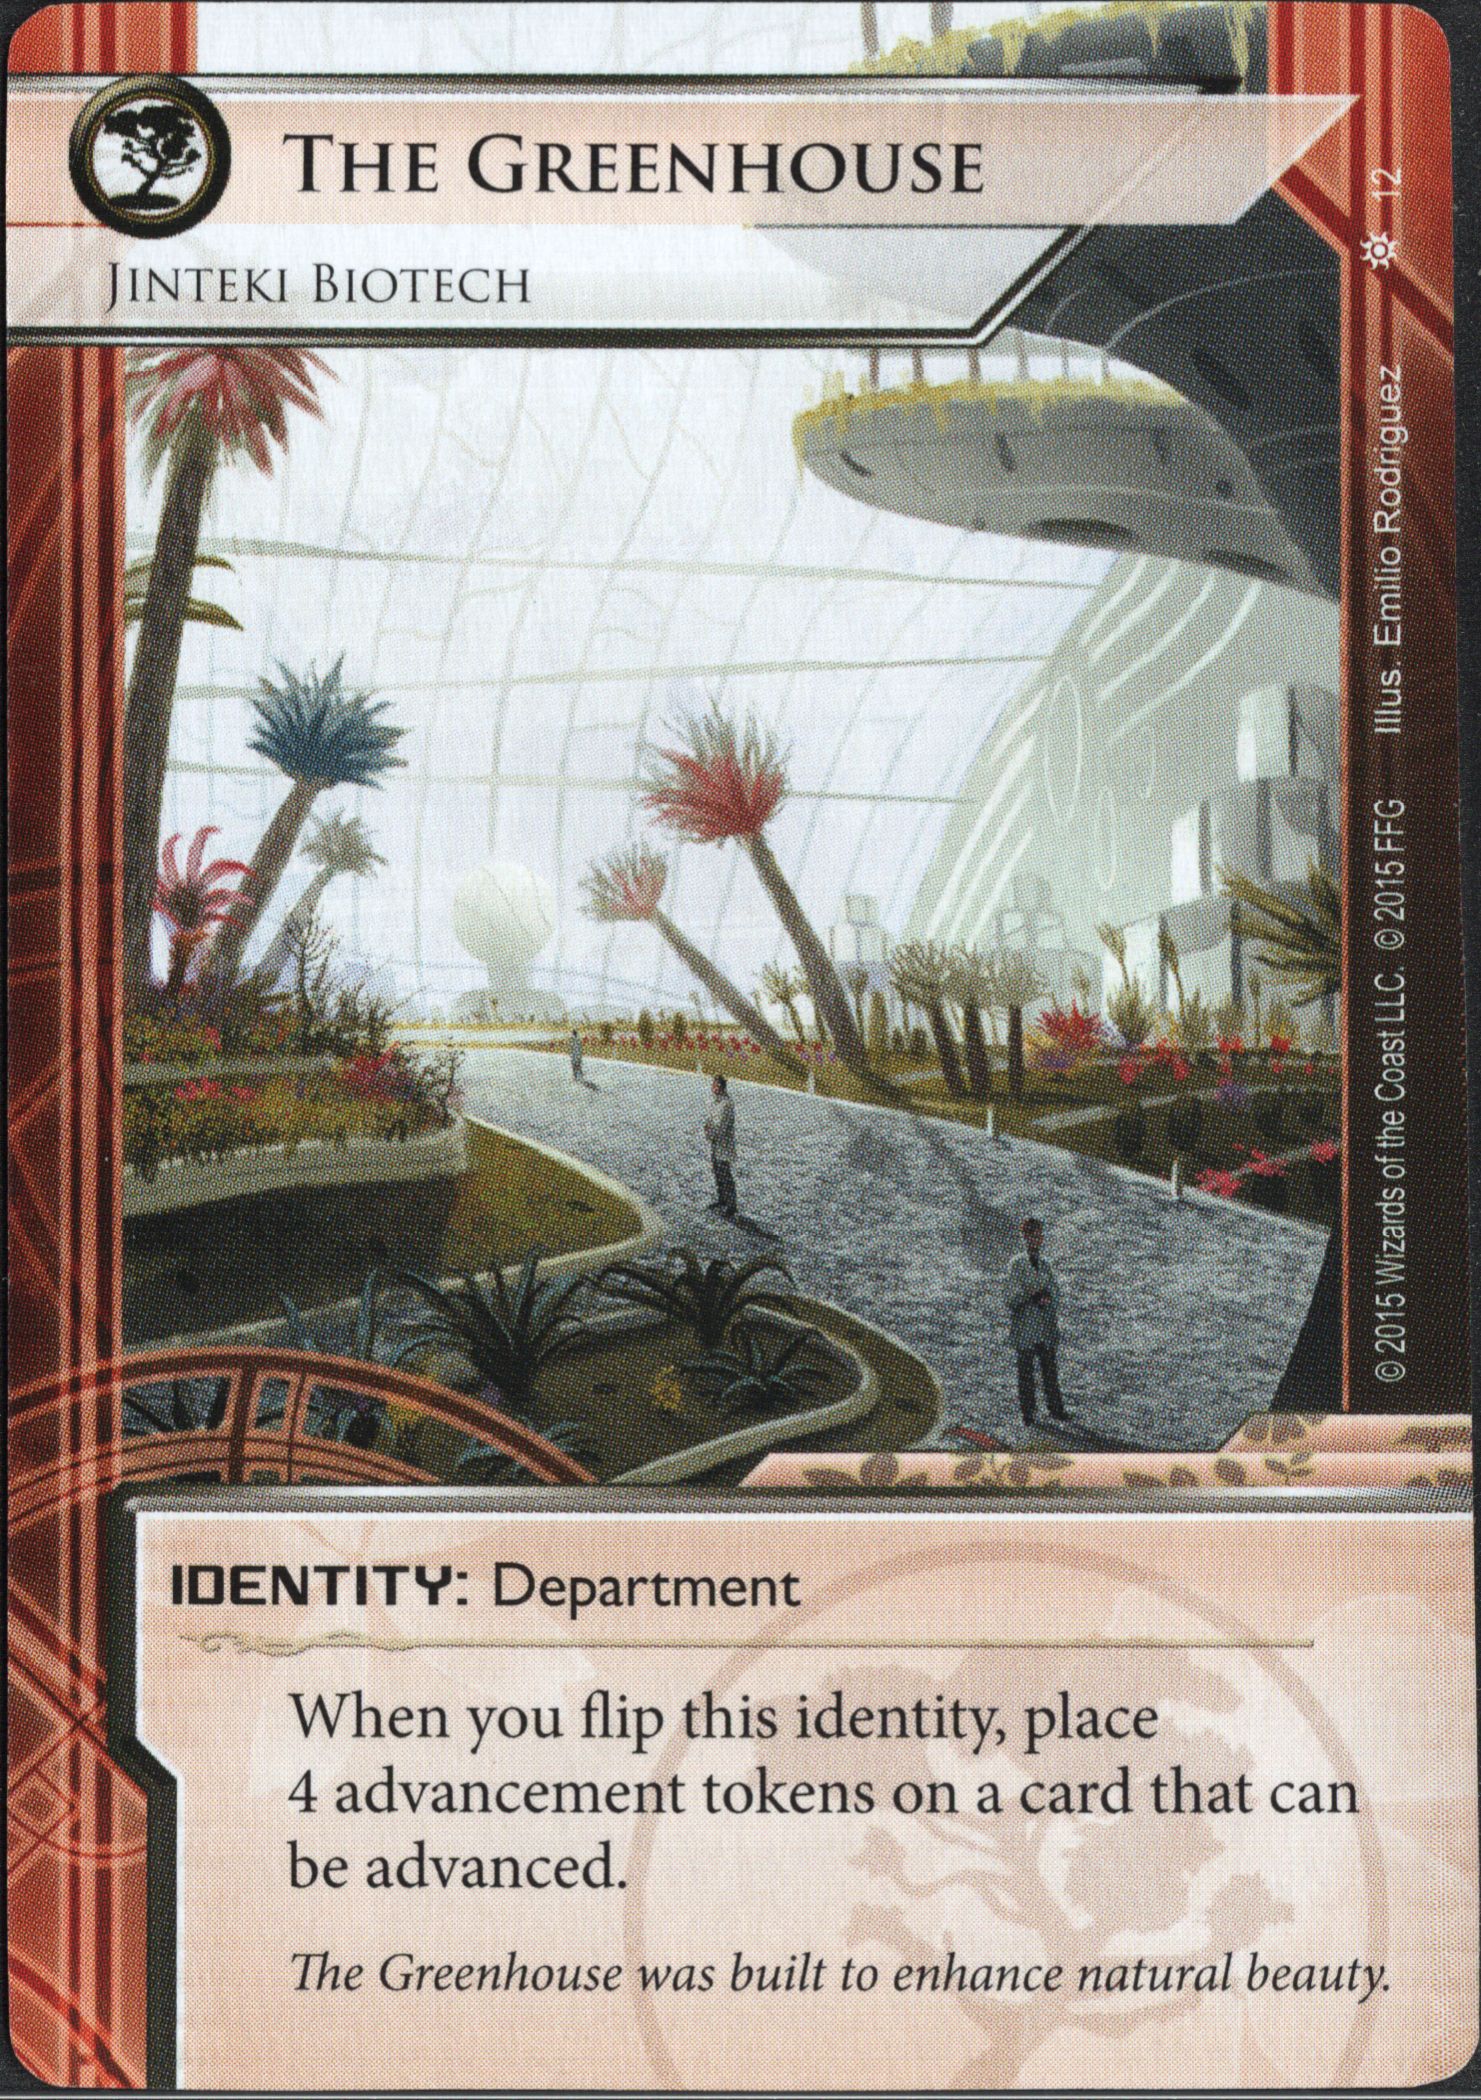 The Greenhouse
Jinteki Biotech
12
Illus. Emilio Rodriguez
© 2015 Wizards of the Coast LLC. © 2015 FFG
IDENTITY: Department
When you flip this identity, place
4 advancement tokens on a card that can
be advanced.
The Greenhouse was built to enhance natural beauty.